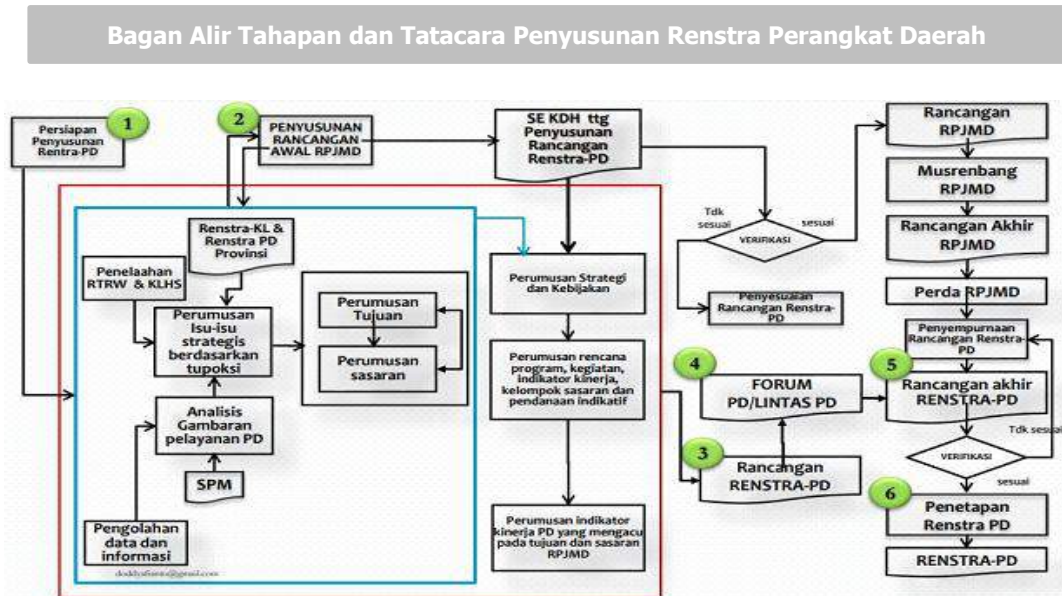 Bagan Alir Tahapan dan Tatacara Penyusunan Renstra Perangkat Daerah
1
Persiapan
Penyusunan
Rentra-PD
2
PENYUSUNAN
RANCANGAN
AWAL RPJMD
SE KDH ttg
Penyusunan
Rancangan
Renstra-PD
Rancangan
RPJMD
Musrenbang
RPJMD
Rancangan Akhir
RPJMD
Perda RPJMD
Tdk
sesuai
sesuai
VERIFIKASI
Penyesuaian
Rancangan Renstra-
PD
Renstra-KL &
Renstra PD
Provinsi
Penelaahan
RTRW & KLHS
Perumusan
Isu-isu
strategis
berdasarkan
tupoksi
Perumusan
Tujuan
Perumusan
sasaran
Analisis
Gambaran
pelayanan PD
SPM
Pengolahan
data dan
informasi
Perumusan Strategi
dan Kebijakan
Perumusan rencana
program, kegiatan,
indikator kinerja,
kelompok sasaran dan
pendanaan indikatif
Perumusan indikator
kinerja PD yang mengacu
pada tujuan dan sasaran
RPJMD
3
Rancangan
RENSTRA-PD
4
FORUM
PD/LINTAS PD
Penyempurnaan
Rancangan Renstra-
PD
5
Rancangan akhir
RENSTRA-PD
Tdk sesuai
VERIFIKASI
sesuai
6
Penetapan
Renstra PD
RENSTRA-PD